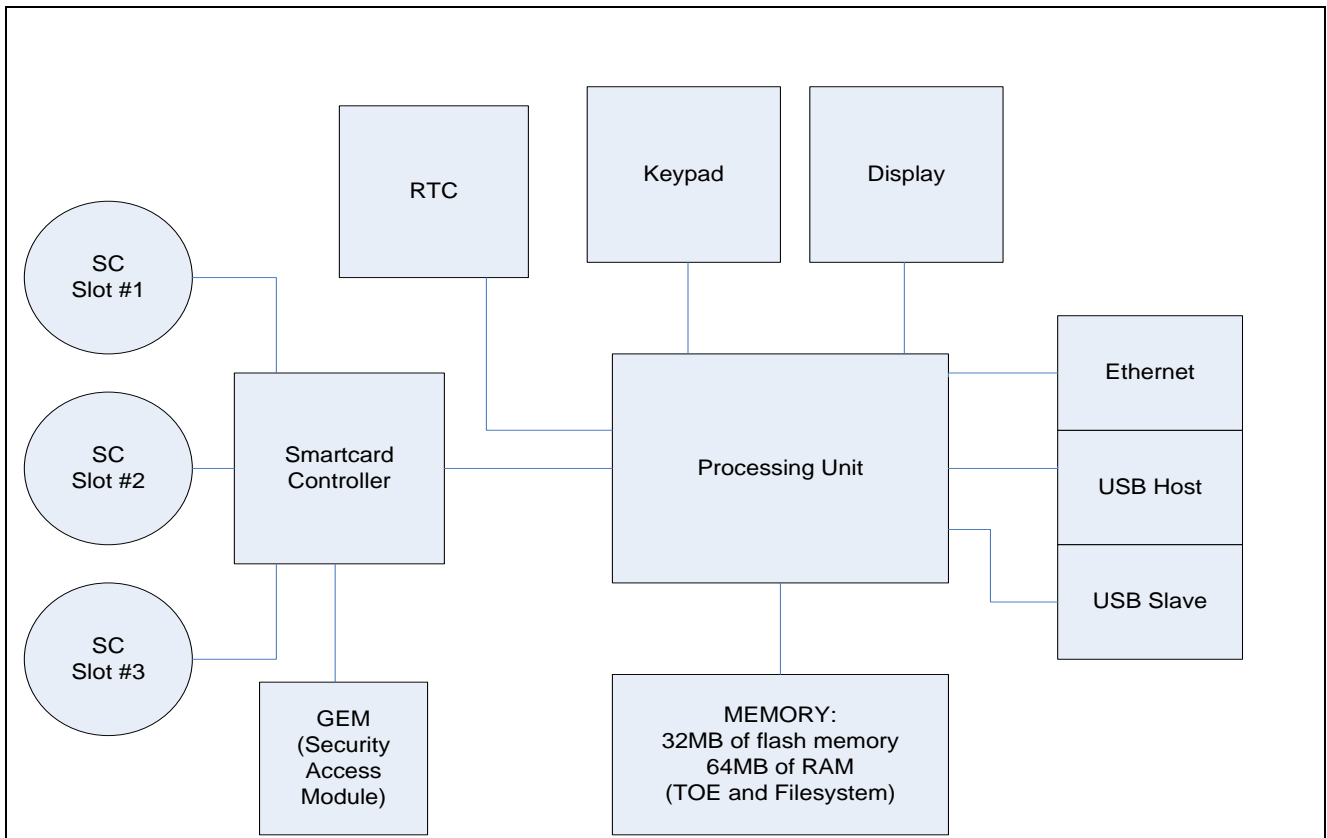 RTC
Keypad
Display
SC
Slot #1
SC
Slot #2
SC
Slot #3
Smartcard
Controller
Processing Unit
Ethernet
USB Host
USB Slave
GEM
(Security
Access
Module)
MEMORY:
32MB of flash memory
64MB of RAM
(TOE and Filesystem)